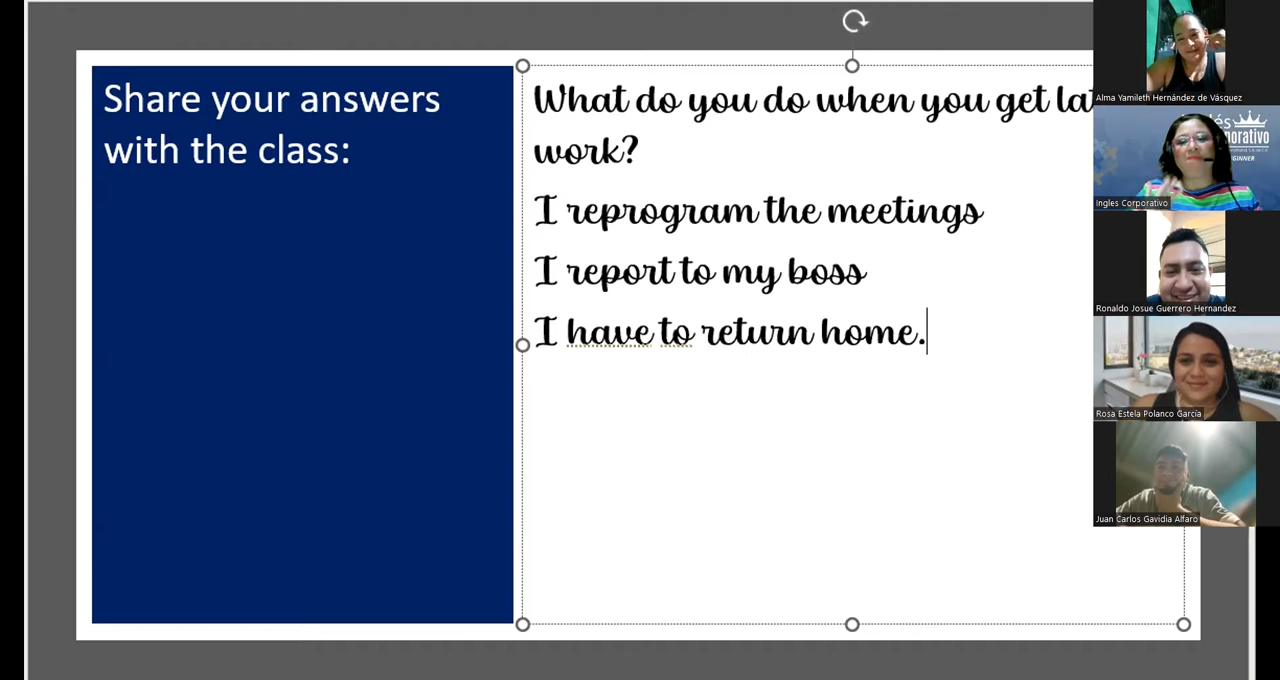 Share your answers
with the class:
What do you do when you get
work?
I reprogram the meetings
I report to my boss
I have to return home.
Alma Yamileth Hernández de Vásquez
Ingles Corporativo
Ronaldo Josue Guerrero Hernandez
Rosa Estela Polanco García
Juan Carlos Gavidia Alfaro